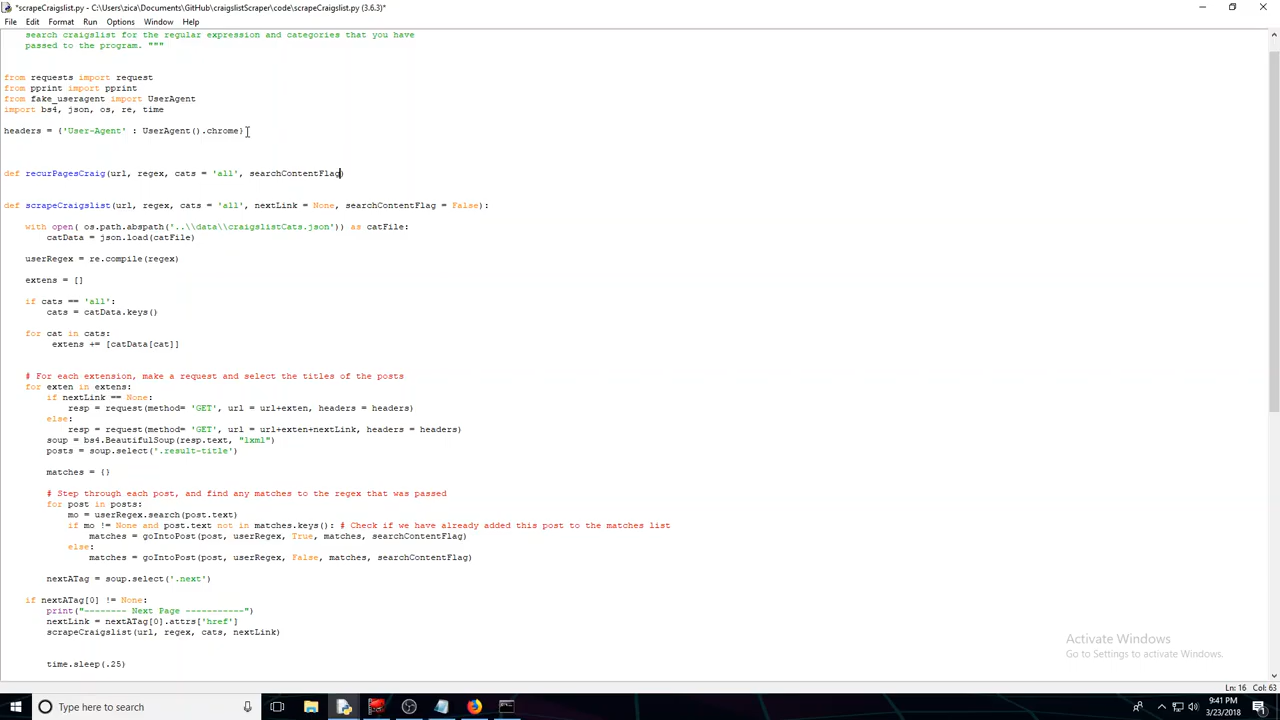 *scrapeCraigslist.py - C:\Users\zica\Documents\GitHub\craigslistScraper\code\scrapeCraigslist.py (3.6.3)*
File Edit Format Run Options Window Help
search craigslist for the regular expression and categories that you have
passed to the program. """
from requests import request
from pprint import pprint
from fake_useragent import UserAgent
import bs4, json, os, re, time
headers = {'User-Agent' : UserAgent().chrome}
def recurPagesCraig(url, regex, cats = 'all', searchContentFlag)
def scrapeCraigslist(url, regex, cats = 'all', nextLink = None, searchContentFlag = False):
with open( os.path.abspath('..\\data\\craigslistCats.json')) as catFile:
catData = json.load(catFile)
userRegex = re.compile(regex)
extens = []
if cats == 'all':
cats = catData.keys()
for cat in cats:
extens += [catData[cat]]
# For each extension, make a request and select the titles of the posts
for exten in extens:
if nextLink == None:
resp = request(method= 'GET', url = url+exten, headers = headers)
else:
resp = request(method= 'GET', url = url+exten+nextLink, headers = headers)
soup = bs4.BeautifulSoup(resp.text, "lxml")
posts = soup.select('.result-title')
matches = {}
# Step through each post, and find any matches to the regex that was passed
for post in posts:
mo = userRegex.search(post.text)
if mo != None and post.text not in matches.keys(): # Check if we have already added this post to the matches list
matches = goIntoPost(post, userRegex, True, matches, searchContentFlag)
else:
matches = goIntoPost(post, userRegex, False, matches, searchContentFlag)
nextATag = soup.select('.next')
if nextATag[0] != None:
print("-------- Next Page -----------")
nextLink = nextATag[0].attrs['href']
scrapeCraigslist(url, regex, cats, nextLink)
time.sleep(.25)
Activate Windows
Go to Settings to activate Windows.
Ln: 16 Col: 63
Type here to search
9:41 PM
3/23/2018